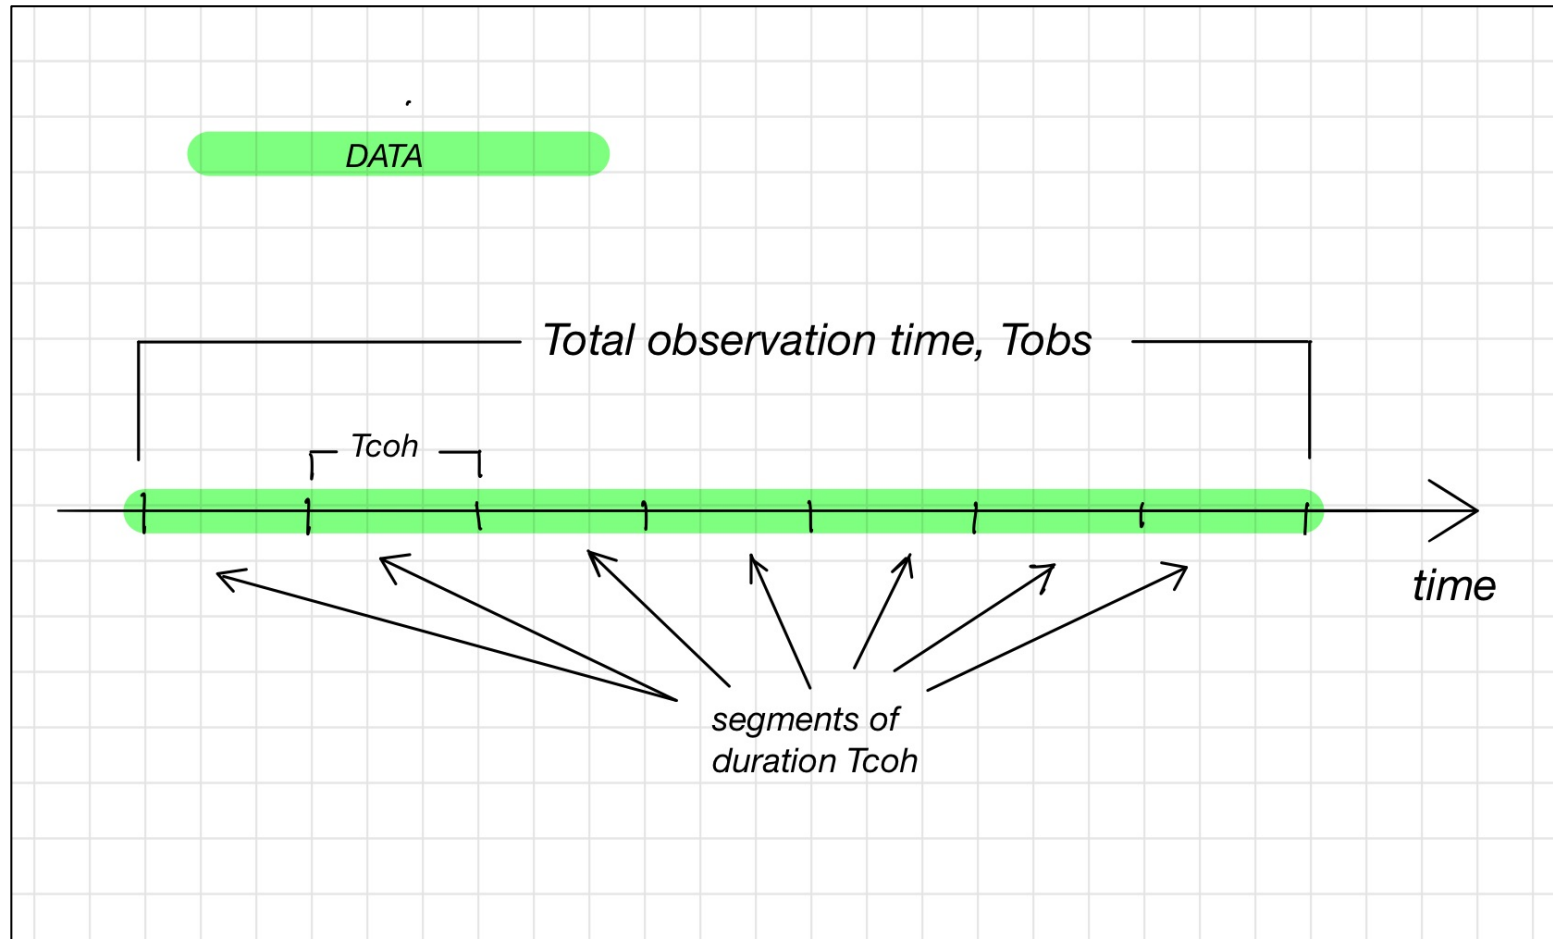 DATA
Total observation time, Tobs
Tcoh
time
segments of
duration Tcoh